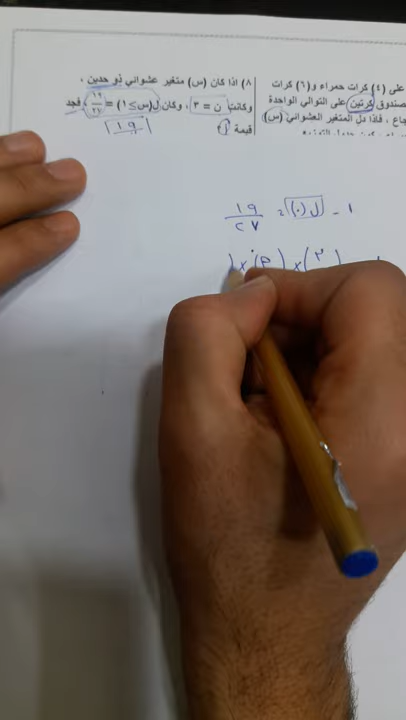 (٤) كرات حمراء و(٦) كرات
صندوق كرتين على التوالي الواحدة
جاع ، فاذا دل المتغير العشوائي (س)
٨) اذا كان (س) متغير عشوائي ذو حدين ،
وكانت ن = ٣ ، وكان ل(س ≥ ١) = ١٩/٢٧ ، فجد
قيمة أ
١ - ل(٠) = ١٩/٢٧